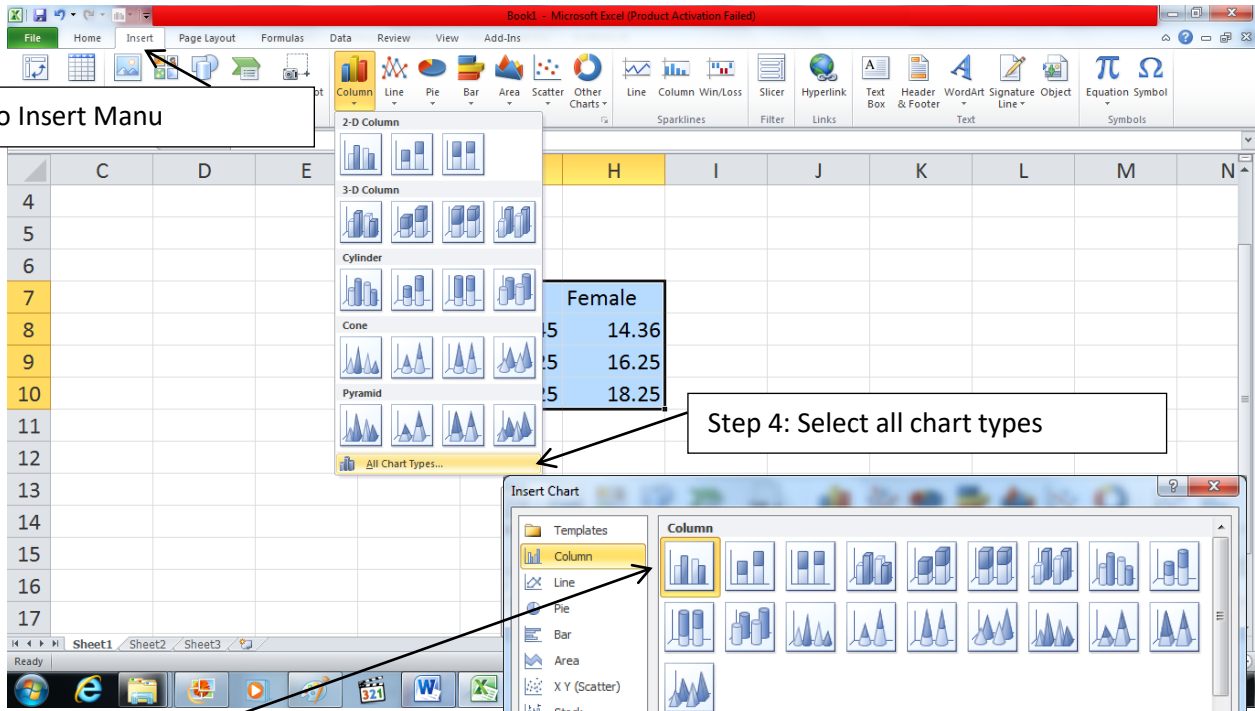 Book1 - Microsoft Excel (Product Activation Failed)
File Home Insert Page Layout Formulas Data Review View Add-Ins
Column Line Pie Bar Area Scatter Other Charts Line Column Win/Loss Slicer Hyperlink Text Box Header & Footer WordArt Signature Line Object Equation Symbol
Sparklines Filter Links Text Symbols
o Insert Manu
2-D Column
3-D Column
Cylinder
Cone
Pyramid
All Chart Types...
C D E H I J K L M N
4
5
6
7 Female
8 45 14.36
9 25 16.25
10 25 18.25
11
12
13
14
15
16
17
Step 4: Select all chart types
Insert Chart
Templates
Column
Line
Pie
Bar
Area
X Y (Scatter)
Column
Sheet1 Sheet2 Sheet3
Ready
321